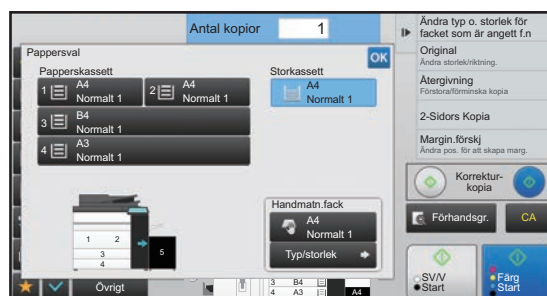 Antal kopior 1
Pappersval
OK
Papperskassett
Storkassett
1 A4
Normalt 1
2 A4
Normalt 1
A4
Normalt 1
3 B4
Normalt 1
4 A3
Normalt 1
Handmatn.fack
A4
Normalt 1
Typ/storlek
1 2
3
4
5
Övrigt
3 B4
4 A3
A4
Ändra typ o. storlek för
facket som är angett f.n
Original
Ändra storlek/riktning.
Återgivning
Förstora/förminska kopia
2-Sidors Kopia
Margin.förskj
Ändra pos. för att skapa marg.
Korrektur-
kopia
Förhandsgr.
CA
SV/V
Start
Färg
Start